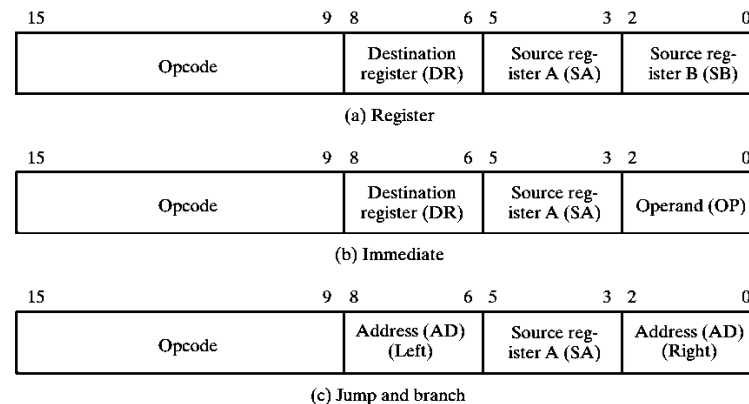 15 9 8 6 5 3 2 0
Opcode Destination register (DR) Source reg- ister A (SA) Source reg- ister B (SB)
(a) Register
15 9 8 6 5 3 2 0
Opcode Destination register (DR) Source reg- ister A (SA) Operand (OP)
(b) Immediate
15 9 8 6 5 3 2 0
Opcode Address (AD) (Left) Source reg- ister A (SA) Address (AD) (Right)
(c) Jump and branch